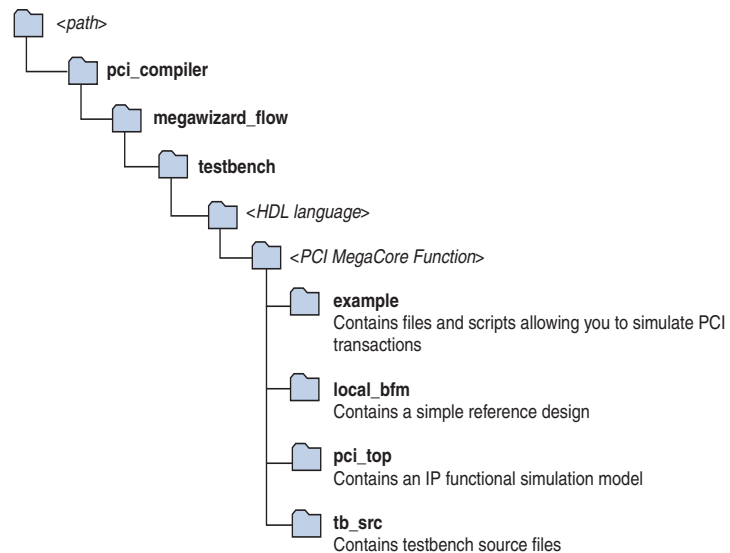 <path>
pci_compiler
megawizard_flow
testbench
<HDL language>
<PCI MegaCore Function>
example
Contains files and scripts allowing you to simulate PCI
transactions
local_bfm
Contains a simple reference design
pci_top
Contains an IP functional simulation model
tb_src
Contains testbench source files